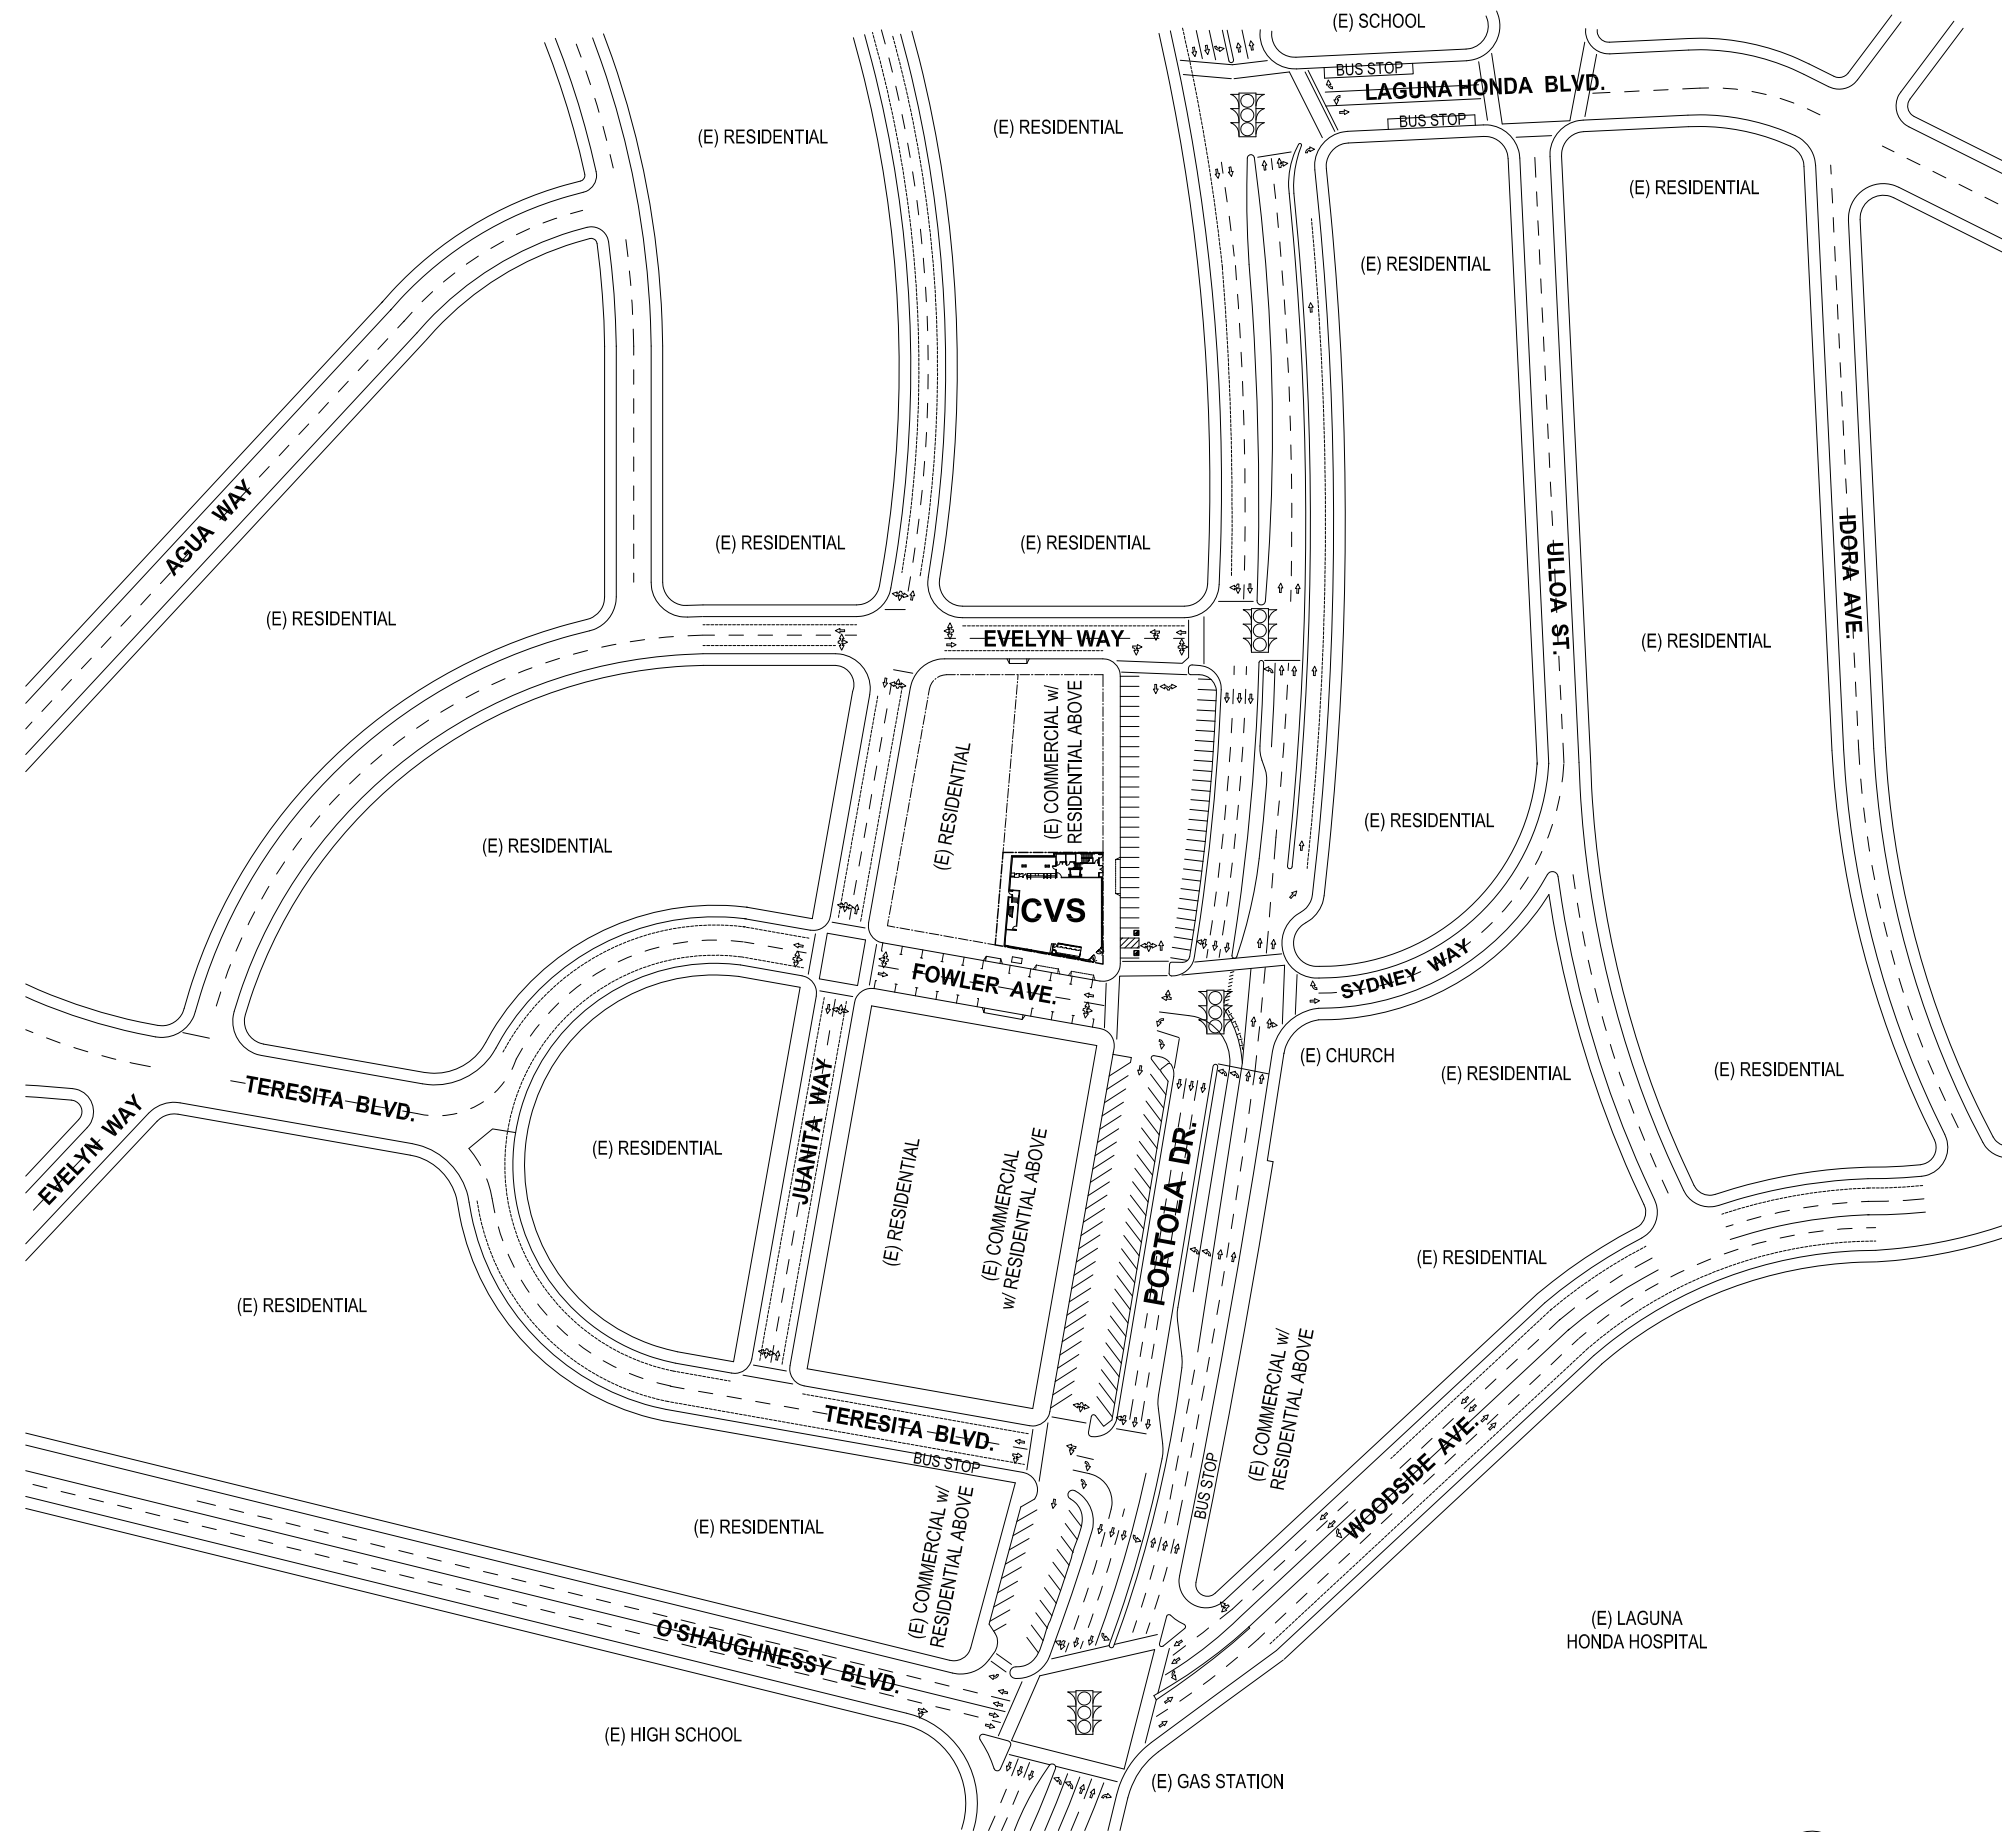 (E) SCHOOL
BUS STOP
LAGUNA HONDA BLVD.
BUS STOP
(E) RESIDENTIAL
(E) RESIDENTIAL
(E) RESIDENTIAL
(E) RESIDENTIAL
AGUA WAY
(E) RESIDENTIAL
(E) RESIDENTIAL
ULLOA ST.
IDORA AVE.
(E) RESIDENTIAL
EVELYN WAY
(E) RESIDENTIAL
(E) COMMERCIAL w/
RESIDENTIAL ABOVE
(E) RESIDENTIAL
(E) RESIDENTIAL
(E) RESIDENTIAL
CVS
FOWLER AVE.
SYDNEY WAY
(E) CHURCH
(E) RESIDENTIAL
(E) RESIDENTIAL
TERESITA BLVD.
EVELYN WAY
(E) RESIDENTIAL
JUANITA WAY
(E) RESIDENTIAL
(E) COMMERCIAL
w/ RESIDENTIAL ABOVE
PORTOLA DR.
(E) RESIDENTIAL
(E) RESIDENTIAL
(E) COMMERCIAL w/
RESIDENTIAL ABOVE
TERESITA BLVD.
BUS STOP
BUS STOP
WOODSIDE AVE.
(E) RESIDENTIAL
(E) COMMERCIAL w/
RESIDENTIAL ABOVE
(E) LAGUNA
HONDA HOSPITAL
O'SHAUGHNESSY BLVD.
(E) HIGH SCHOOL
(E) GAS STATION